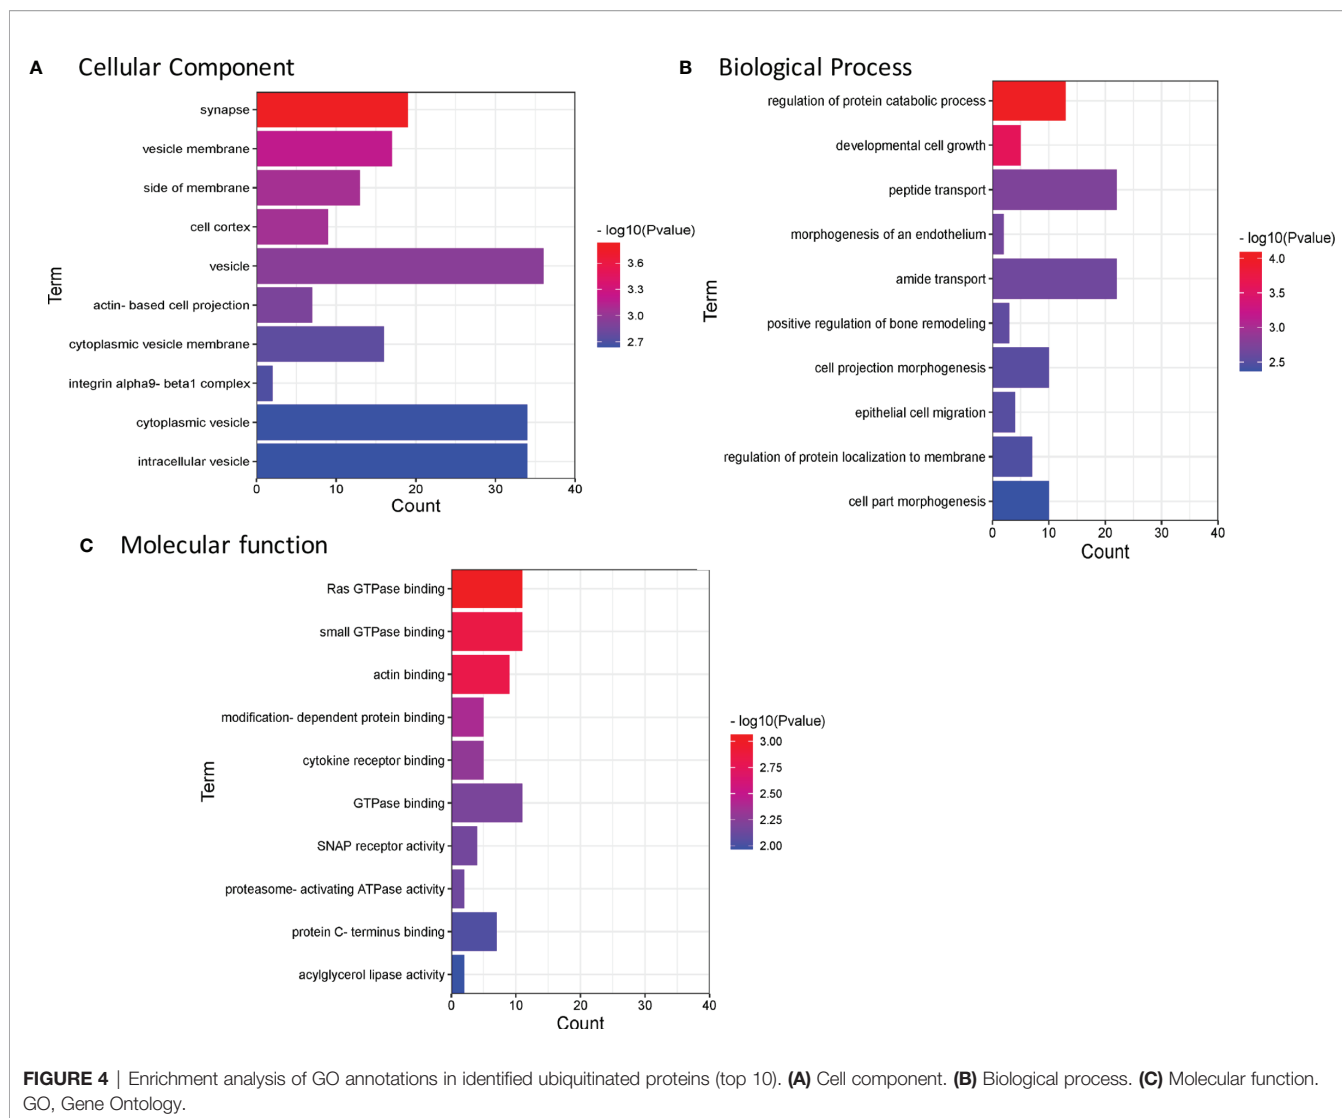 A Cellular Component
synapse
vesicle membrane
side of membrane
cell cortex
vesicle
actin- based cell projection
cytoplasmic vesicle membrane
integrin alpha9- beta1 complex
cytoplasmic vesicle
intracellular vesicle
Term
0 10 20 30 40
Count
- log10(Pvalue)
3.6
3.3
3.0
2.7
B Biological Process
regulation of protein catabolic process
developmental cell growth
peptide transport
morphogenesis of an endothelium
amide transport
positive regulation of bone remodeling
cell projection morphogenesis
epithelial cell migration
regulation of protein localization to membrane
cell part morphogenesis
Term
0 10 20 30 40
Count
- log10(Pvalue)
4.0
3.5
3.0
2.5
C Molecular function
Ras GTPase binding
small GTPase binding
actin binding
modification- dependent protein binding
cytokine receptor binding
GTPase binding
SNAP receptor activity
proteasome- activating ATPase activity
protein C- terminus binding
acylglycerol lipase activity
Term
0 10 20 30 40
Count
- log10(Pvalue)
3.00
2.75
2.50
2.25
2.00
FIGURE 4 | Enrichment analysis of GO annotations in identified ubiquitinated proteins (top 10). (A) Cell component. (B) Biological process. (C) Molecular function.
GO, Gene Ontology.